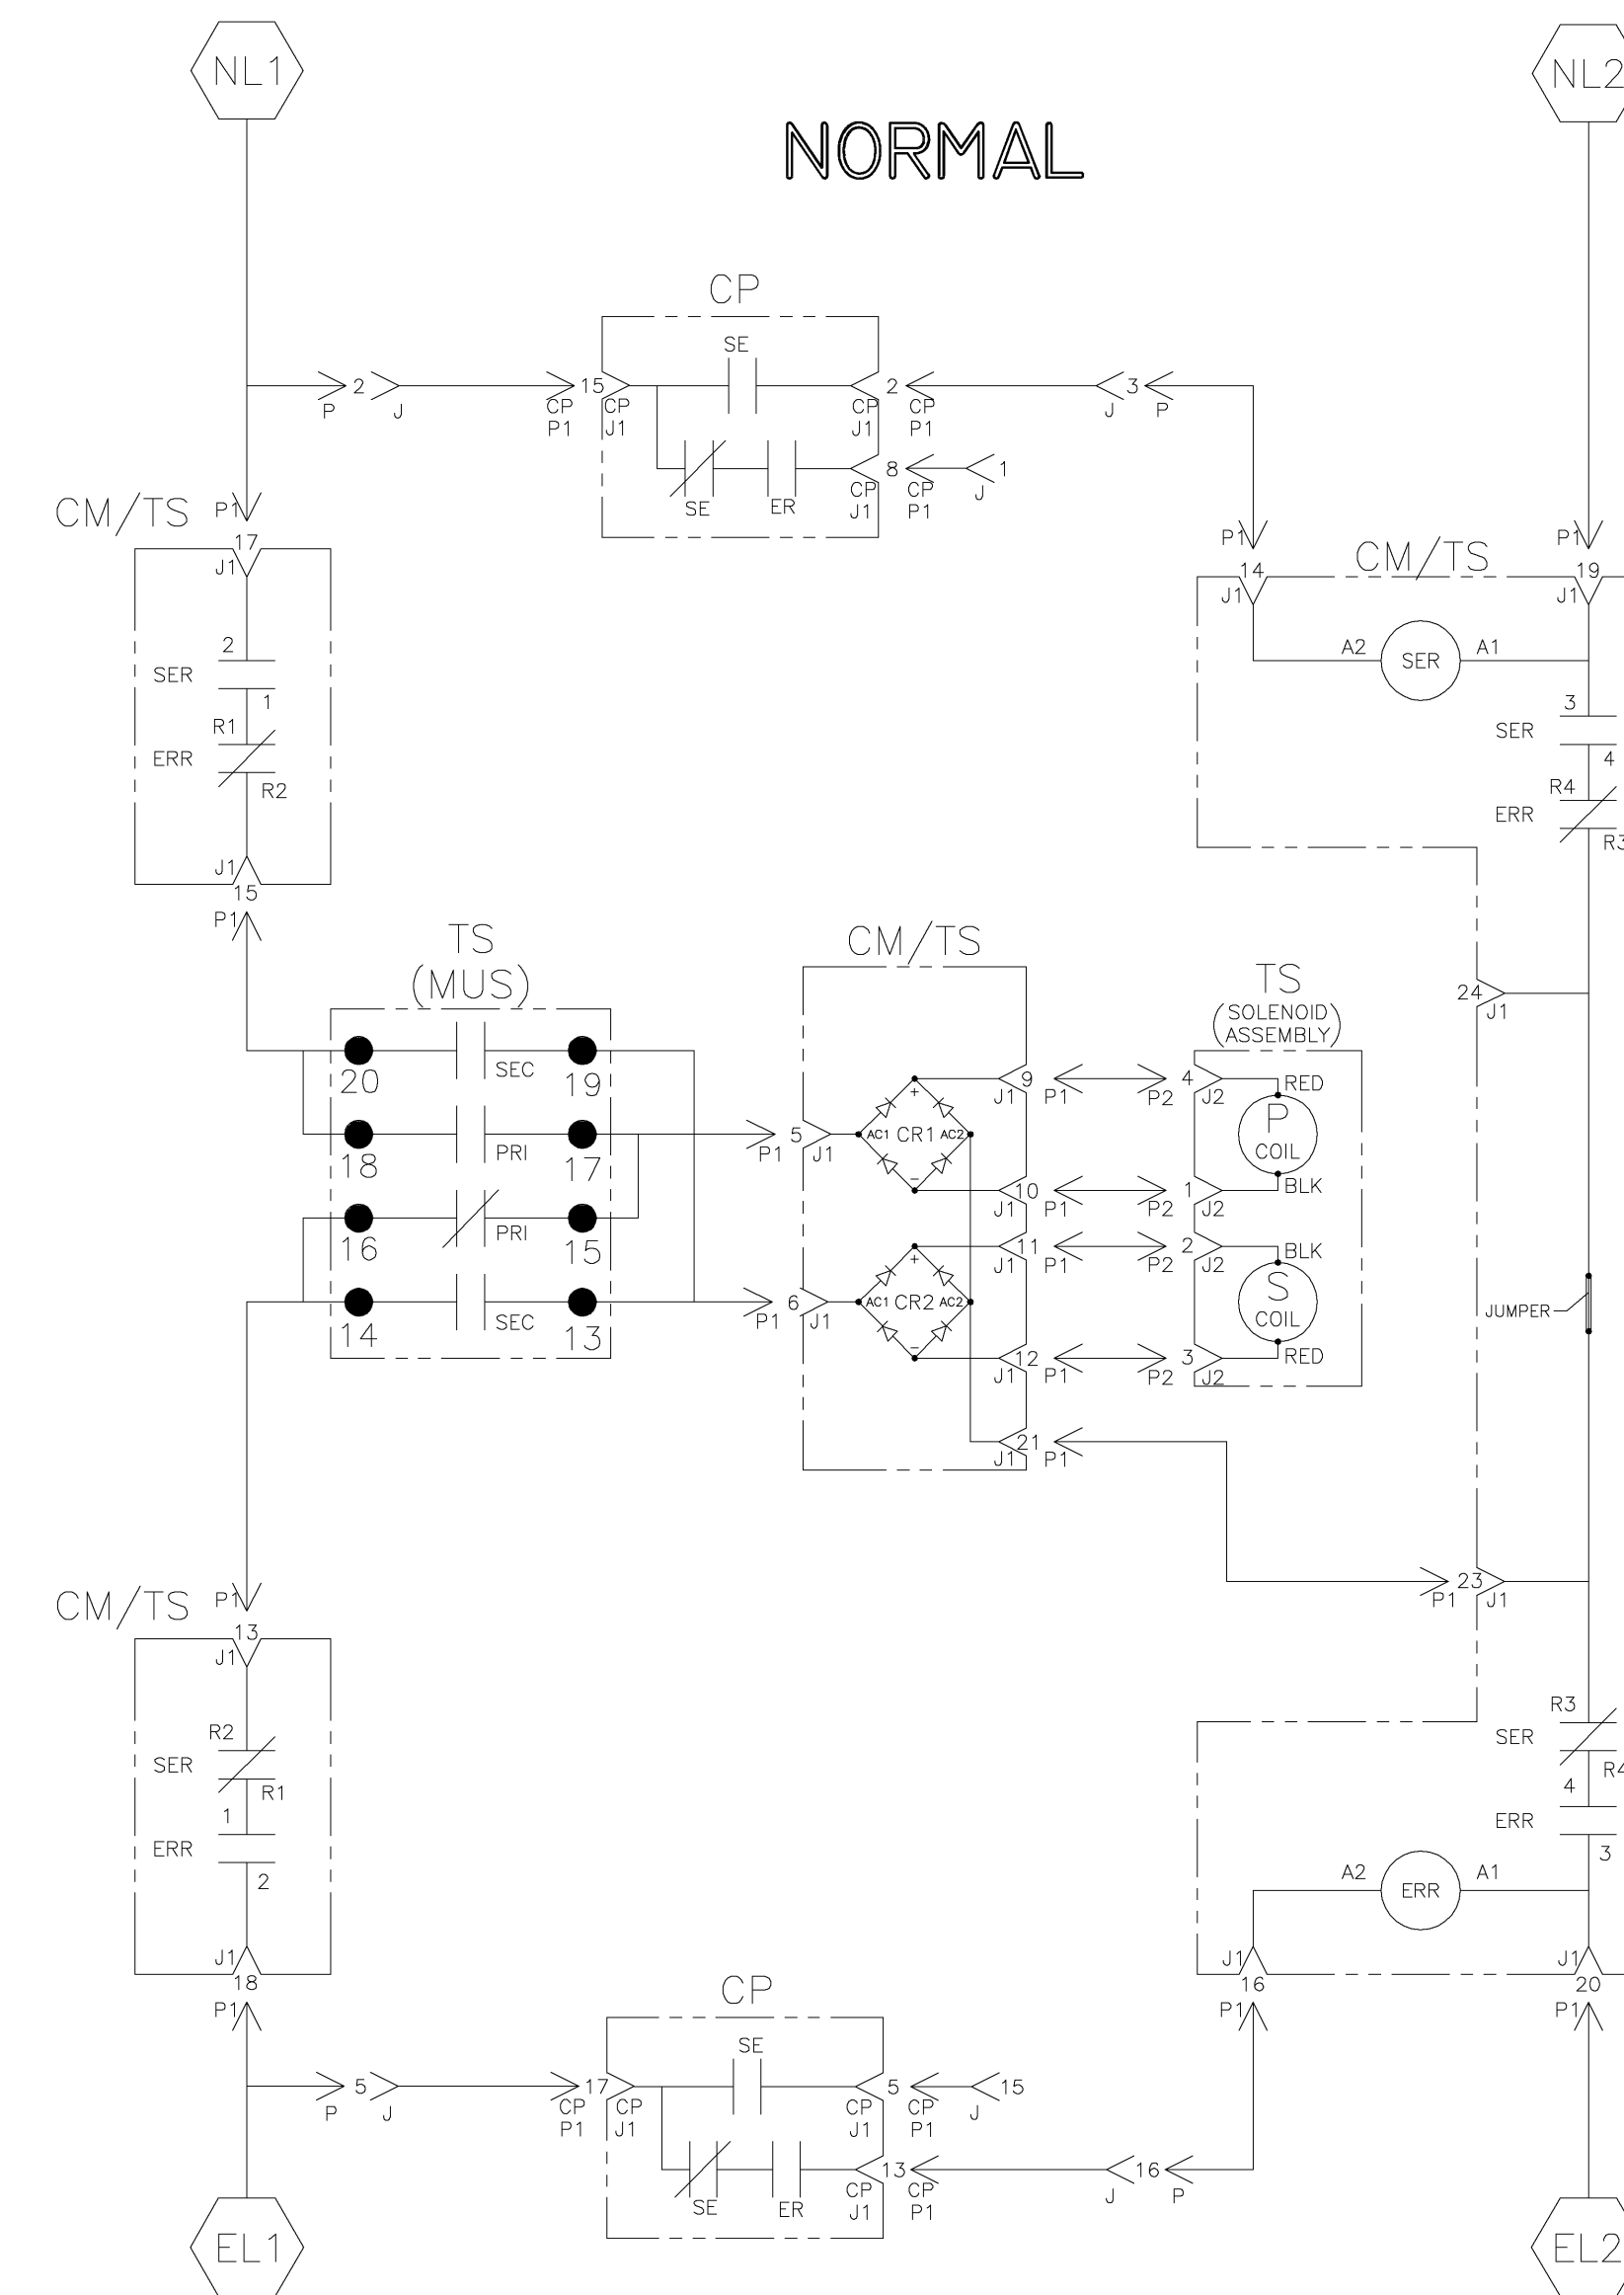 NL1
NL2
NORMAL
CP
SE
2
15
2
3
P
J
CP
P1
CP
J1
CP
J1
CP
P1
J
P
8
1
SE
ER
CP
J1
CP
P1
J
CM/TS
P1
17
J1
P1
14
J1
CM/TS
P1
19
J1
2
SER
1
R1
ERR
R2
J1
15
P1
A2
SER
A1
3
SER
4
R4
ERR
R3
TS
(MUS)
20
SEC
19
18
PRI
17
16
PRI
15
14
SEC
13
CM/TS
P1
5
J1
AC1
CR1
AC2
+
−
9
J1
P1
10
J1
P1
P1
6
J1
AC1
CR2
AC2
+
−
11
J1
P1
12
J1
P1
21
J1
P1
TS
(SOLENOID)
(ASSEMBLY)
P2
4
J2
RED
P
COIL
P2
1
J2
BLK
P2
2
J2
BLK
S
COIL
P2
3
J2
RED
24
J1
JUMPER
P1
23
J1
CM/TS
P1
13
J1
R2
SER
R1
1
ERR
2
J1
18
P1
R3
SER
R4
4
ERR
3
A2
ERR
A1
J1
16
P1
J1
20
P1
CP
SE
5
17
5
15
P
J
CP
P1
CP
J1
CP
J1
CP
P1
J
13
16
SE
ER
CP
J1
CP
P1
J
P
EL1
EL2